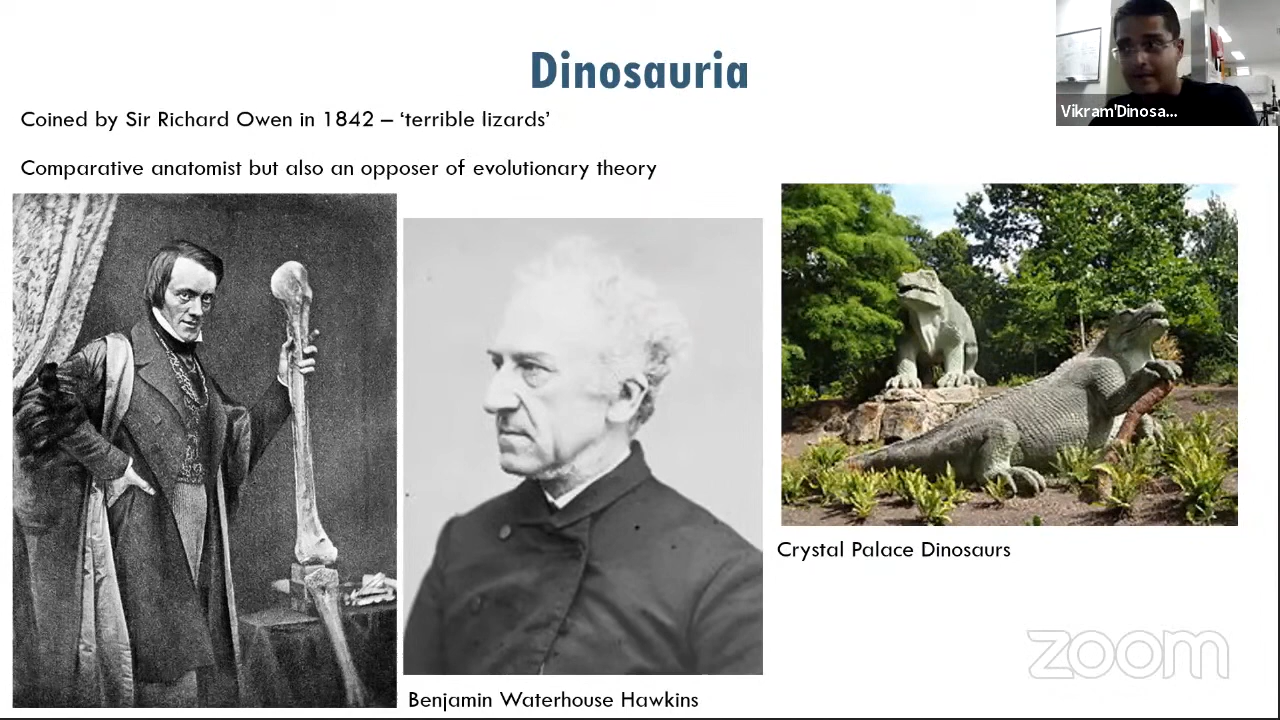 Dinosauria
Coined by Sir Richard Owen in 1842 – ‘terrible lizards’
Comparative anatomist but also an opposer of evolutionary theory
Vikram'Dinosa...
Crystal Palace Dinosaurs
Benjamin Waterhouse Hawkins
zoom